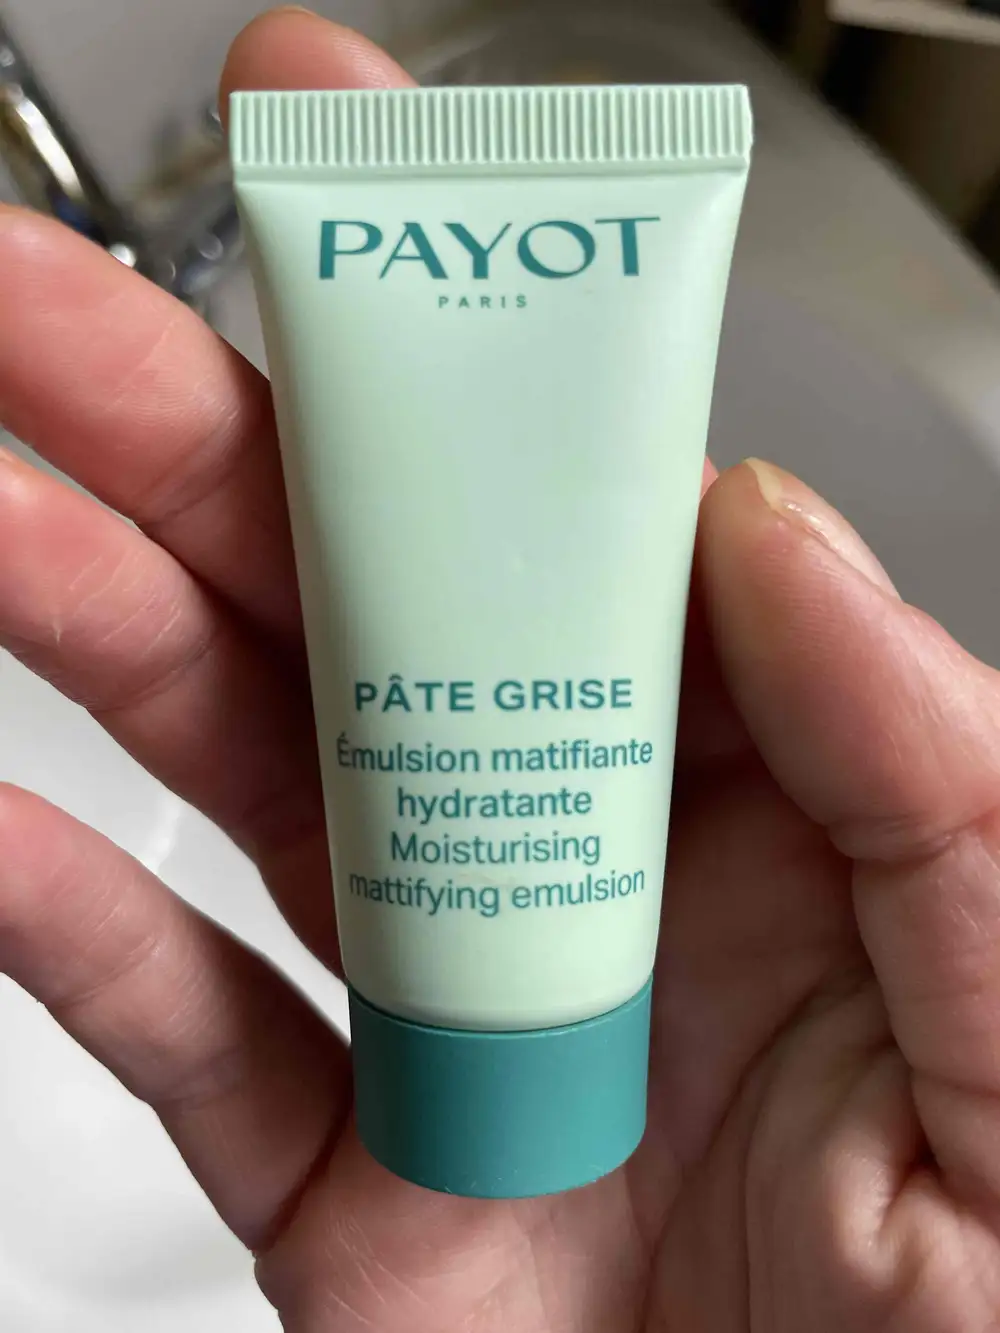 PAYOT
PARIS
PÂTE GRISE
Émulsion matifiante
hydratante
Moisturising
mattifying emulsion